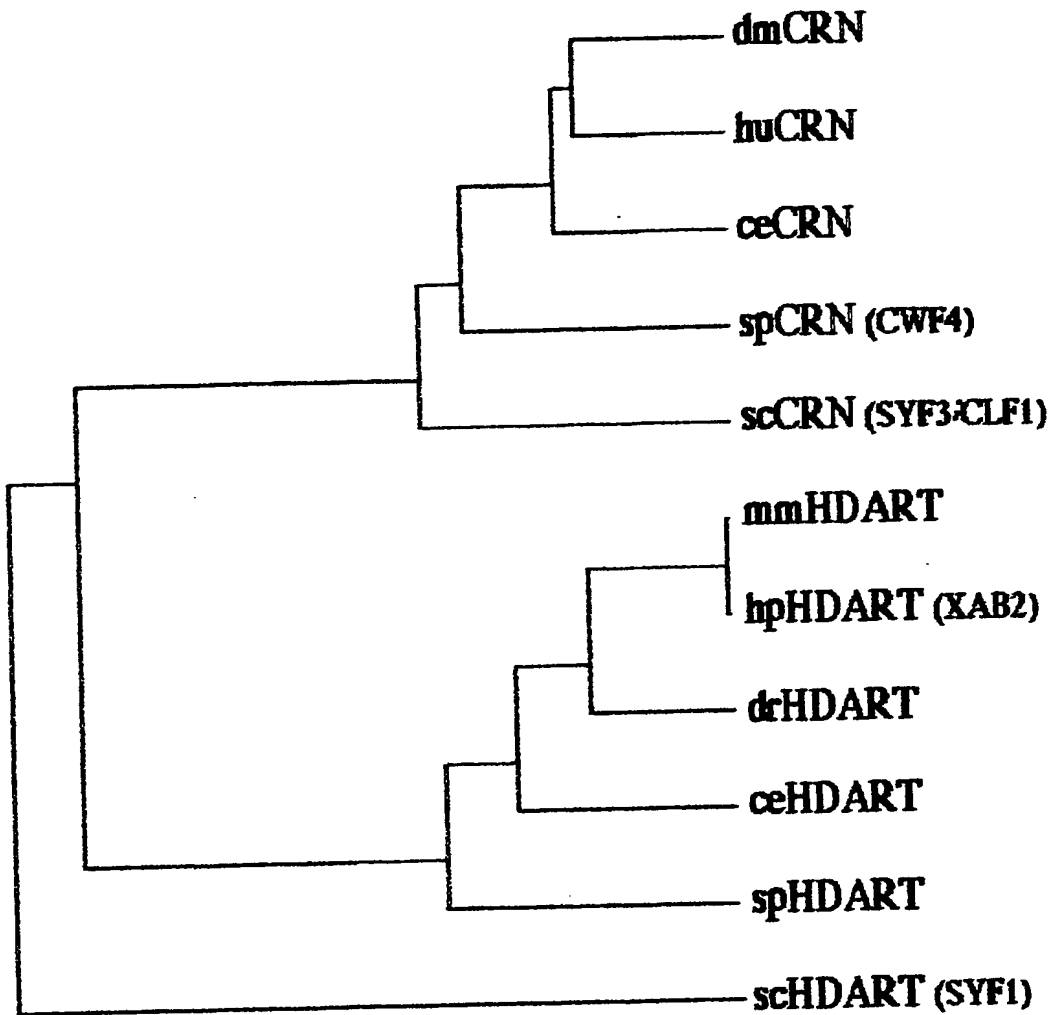 dmCRN
huCRN
ceCRN
spCRN (CWF4)
scCRN (SYF3/CLF1)
mmHDART
hpHDART (XAB2)
drHDART
ceHDART
spHDART
scHDART (SYF1)